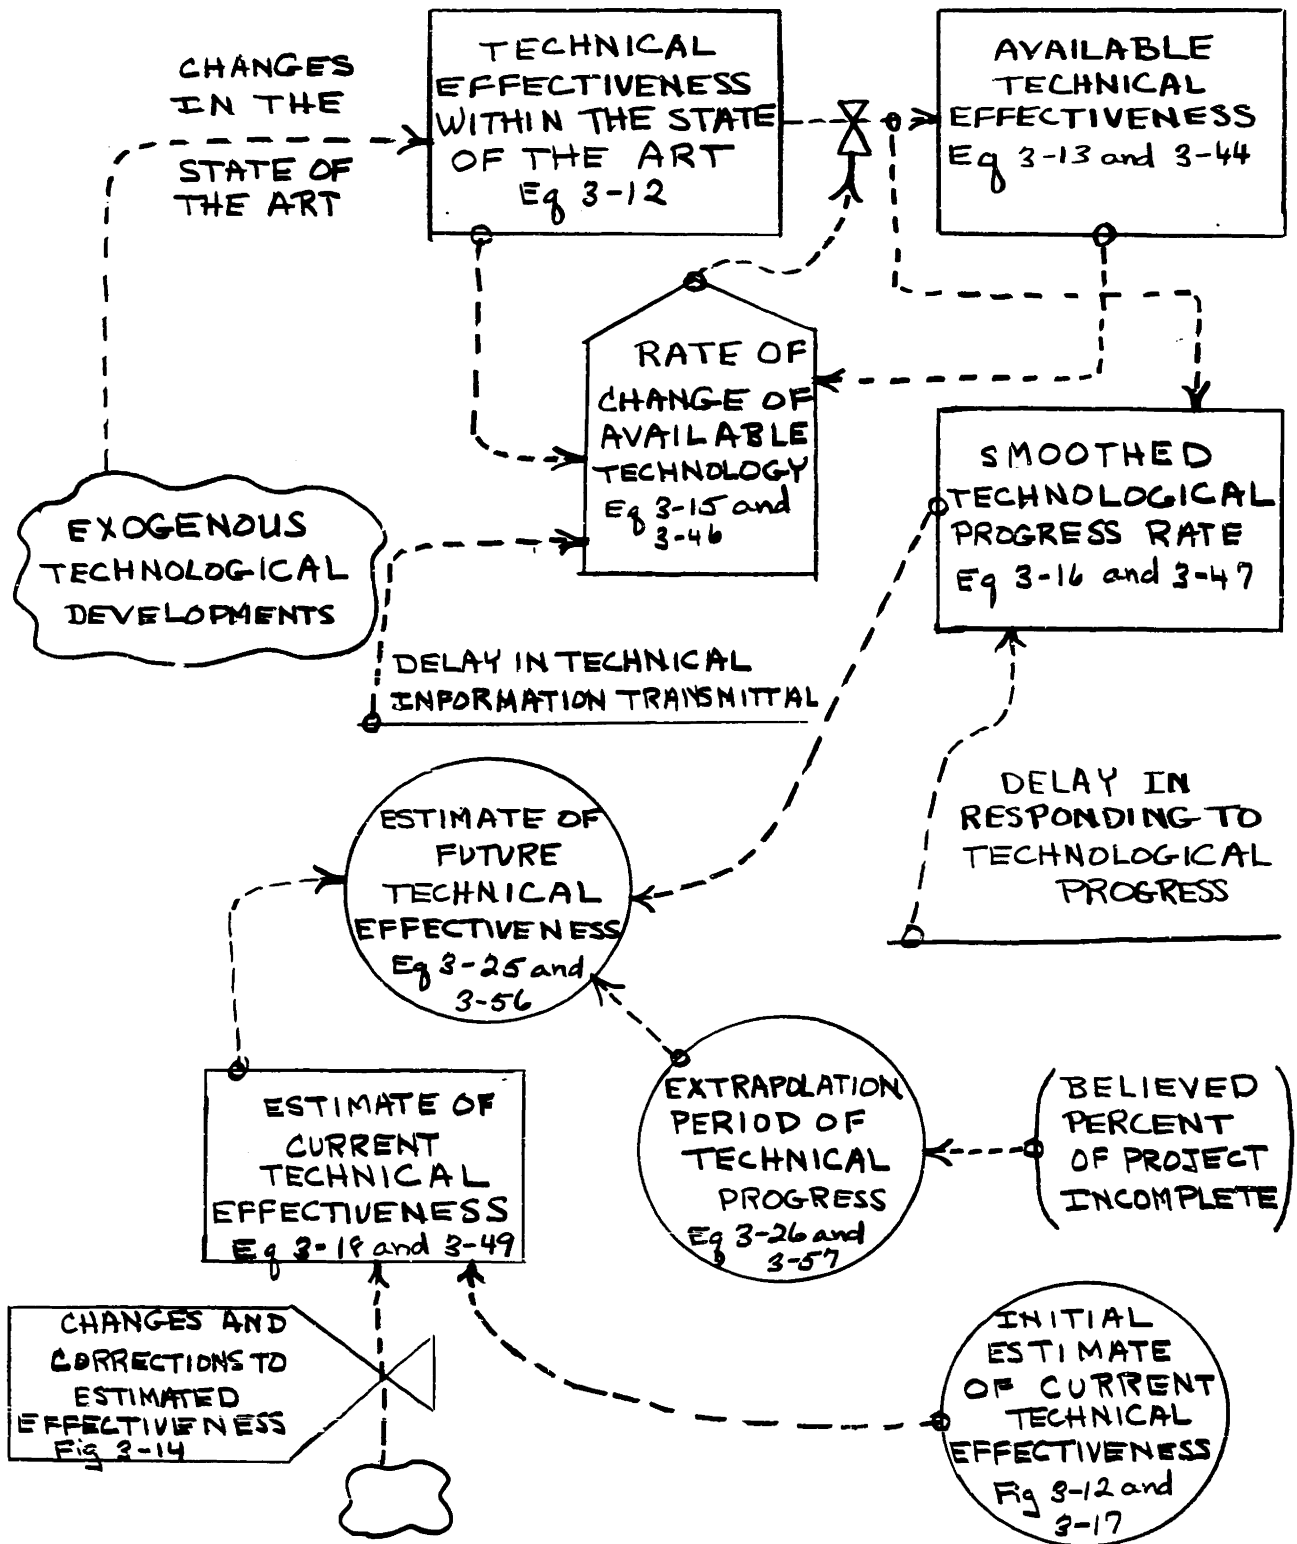 CHANGES
IN THE
STATE OF
THE ART
TECHNICAL
EFFECTIVENESS
WITHIN THE STATE
OF THE ART
Eq 3-12
AVAILABLE
TECHNICAL
EFFECTIVENESS
Eq 3-13 and 3-44
RATE OF
CHANGE OF
AVAILABLE
TECHNOLOGY
Eq 3-15 and
3-46
SMOOTHED
TECHNOLOGICAL
PROGRESS RATE
Eq 3-16 and 3-47
EXOGENOUS
TECHNOLOGICAL
DEVELOPMENTS
DELAY IN TECHNICAL
INFORMATION TRANSMITTAL
DELAY IN
RESPONDING TO
TECHNOLOGICAL
PROGRESS
ESTIMATE OF
FUTURE
TECHNICAL
EFFECTIVENESS
Eq 3-25 and
3-56
ESTIMATE OF
CURRENT
TECHNICAL
EFFECTIVENESS
Eq 3-18 and 3-49
EXTRAPOLATION
PERIOD OF
TECHNICAL
PROGRESS
Eq 3-26 and
3-57
(BELIEVED
PERCENT
OF PROJECT
INCOMPLETE)
CHANGES AND
CORRECTIONS TO
ESTIMATED
EFFECTIVENESS
Fig 3-14
INITIAL
ESTIMATE
OF CURRENT
TECHNICAL
EFFECTIVENESS
Fig 3-12 and
3-17